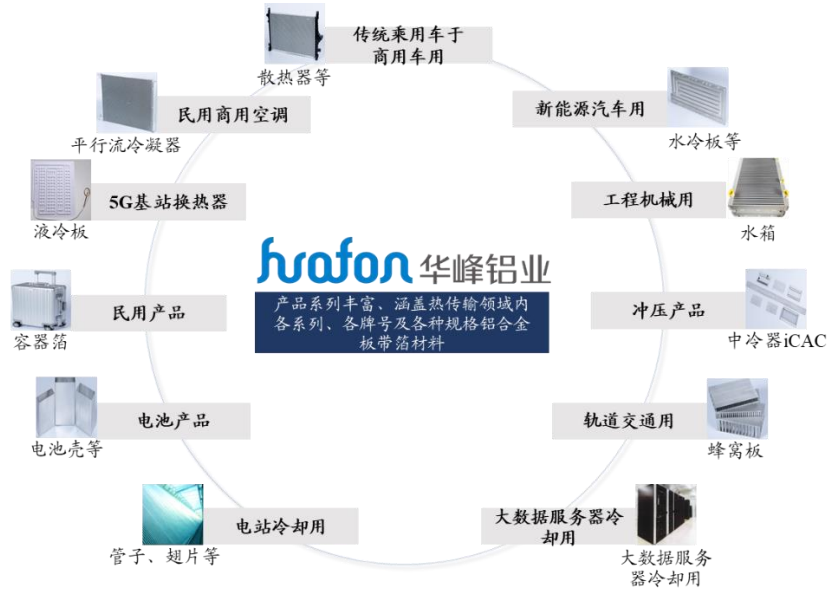 传统乘用车于
商用车用
散热器等
新能源汽车用
水冷板等
工程机械用
水箱
冲压产品
中冷器iCAC
轨道交通用
蜂窝板
大数据服务器冷
却用
大数据服务
器冷却用
电站冷却用
管子、翅片等
电池产品
电池壳等
民用产品
容器箔
5G基站换热器
液冷板
民用商用空调
平行流冷凝器
hvafon 华峰铝业
产品系列丰富、涵盖热传输领域内
各系列、各牌号及各种规格铝合金
板带箔材料